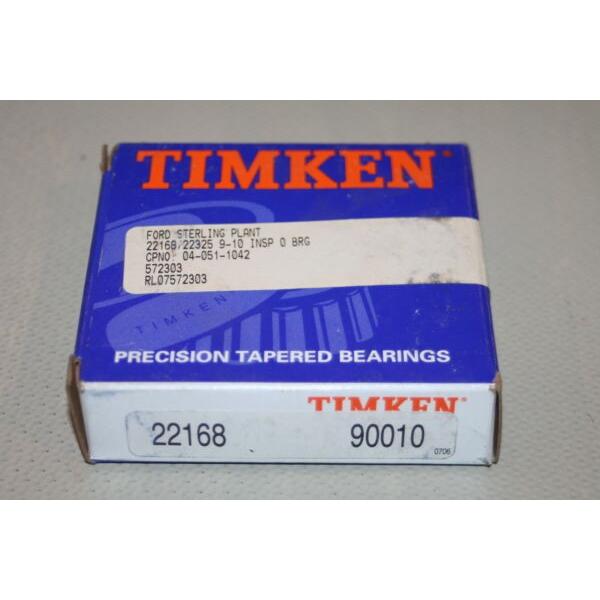 TIMKEN®
FORD STERLING PLANT
22168/22325 9-10 INSP 0 BRG
CPNO: 04-051-1042
572303
RL07572303
TIMKEN
PRECISION TAPERED BEARINGS
TIMKEN
22168 90010
0706